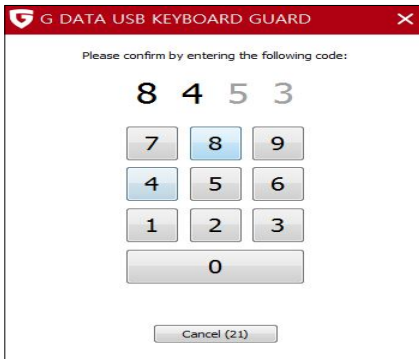 G DATA USB KEYBOARD GUARD
Please confirm by entering the following code:
8 4 5 3
7 8 9
4 5 6
1 2 3
0
Cancel (21)